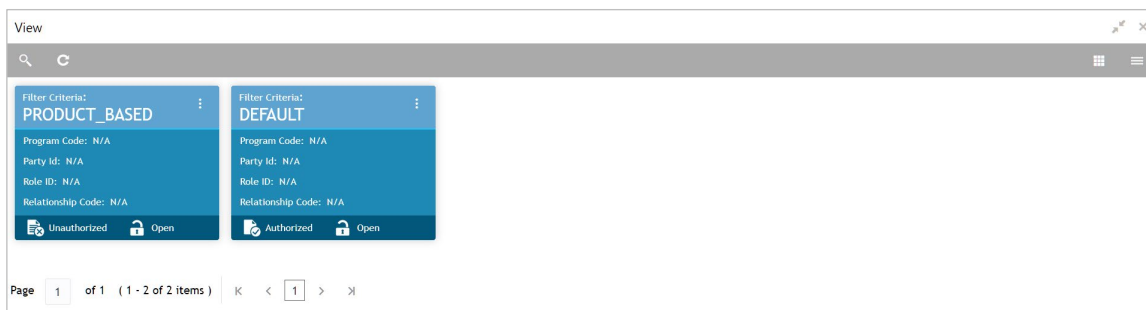 View
Filter Criteria:
PRODUCT_BASED
Program Code: N/A
Party Id: N/A
Role ID: N/A
Relationship Code: N/A
Unauthorized Open
Filter Criteria:
DEFAULT
Program Code: N/A
Party Id: N/A
Role ID: N/A
Relationship Code: N/A
Authorized Open
Page 1 of 1 ( 1 - 2 of 2 items ) 1